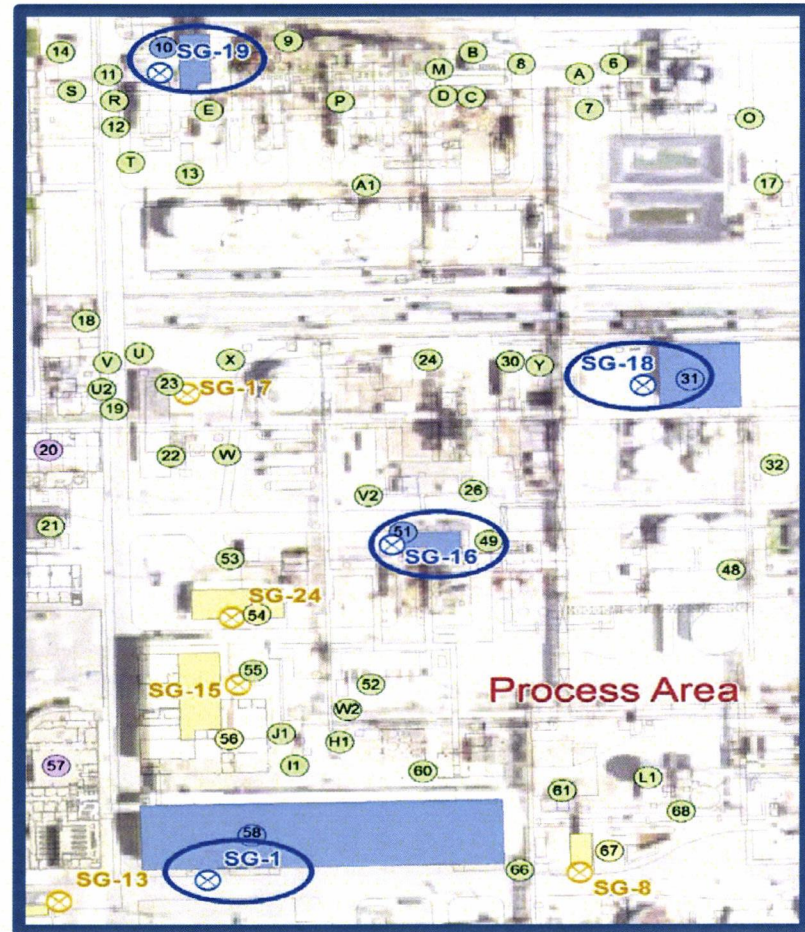 10
SG-19
9
14
B
M
8
A
6
11
S
R
E
P
D
C
7
12
O
T
13
A1
17
18
V
U
X
24
30
Y
SG-18
31
U2
23
SG-17
19
20
22
W
32
V2
26
21
51
49
SG-16
53
48
SG-24
54
55
SG-15
52
Process Area
W2
56
J1
H1
57
I1
60
L1
61
68
58
67
SG-1
66
SG-13
SG-8